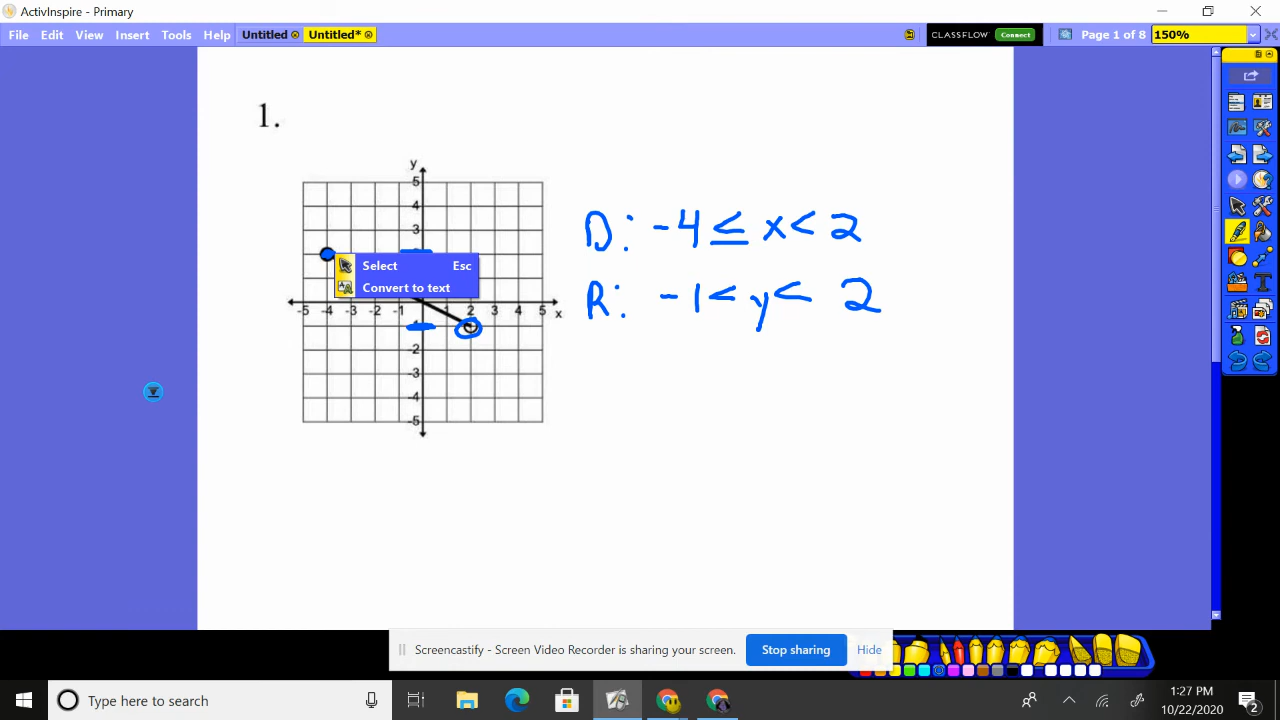 ActivInspire - Primary
File Edit View Insert Tools Help Untitled Untitled* CLASSFLOW Connect Page 1 of 8 150%
1.
y
5
4
3
D: -4 ≤ x < 2
Select Esc
Convert to text
R: -1 < y < 2
-5 -4 -3 -2 -1 1 2 3 4 5 x
-2
-3
-4
-5
Screencastify - Screen Video Recorder is sharing your screen. Stop sharing Hide
Type here to search
1:27 PM
10/22/2020
2